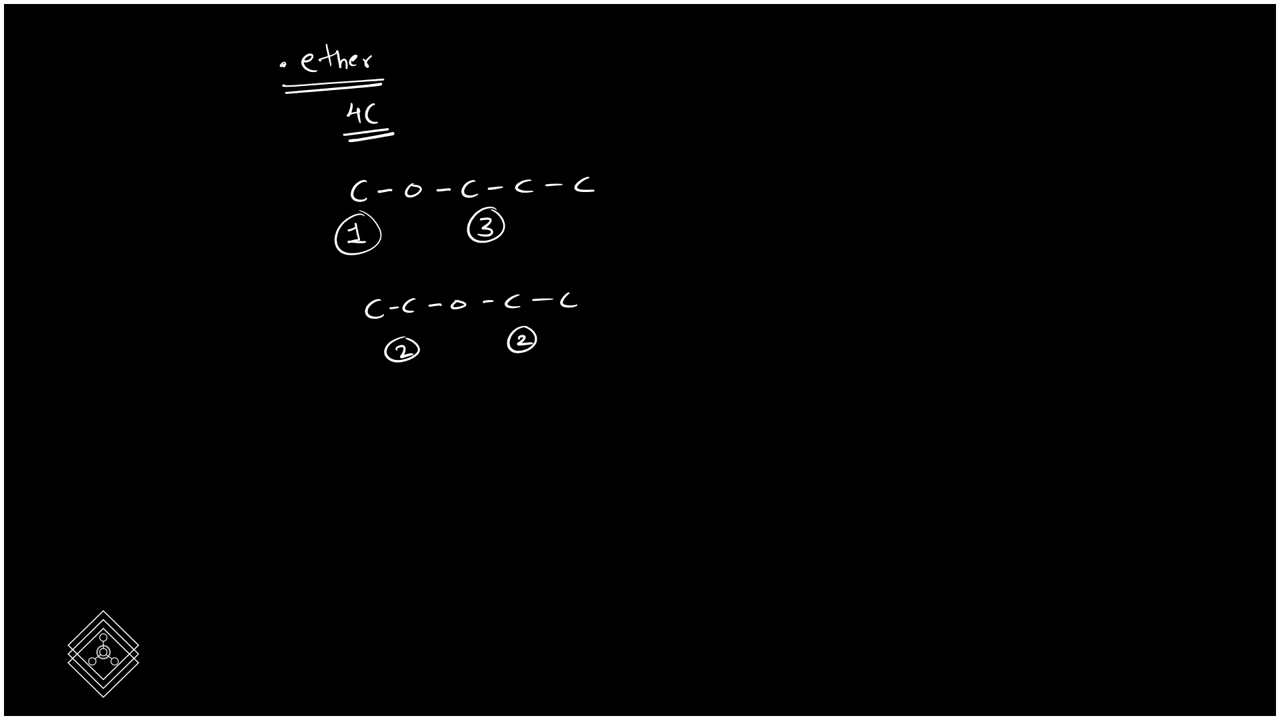 . ether
4C
C - O - C - C - C
1 3
C - C - O - C - C
2 2